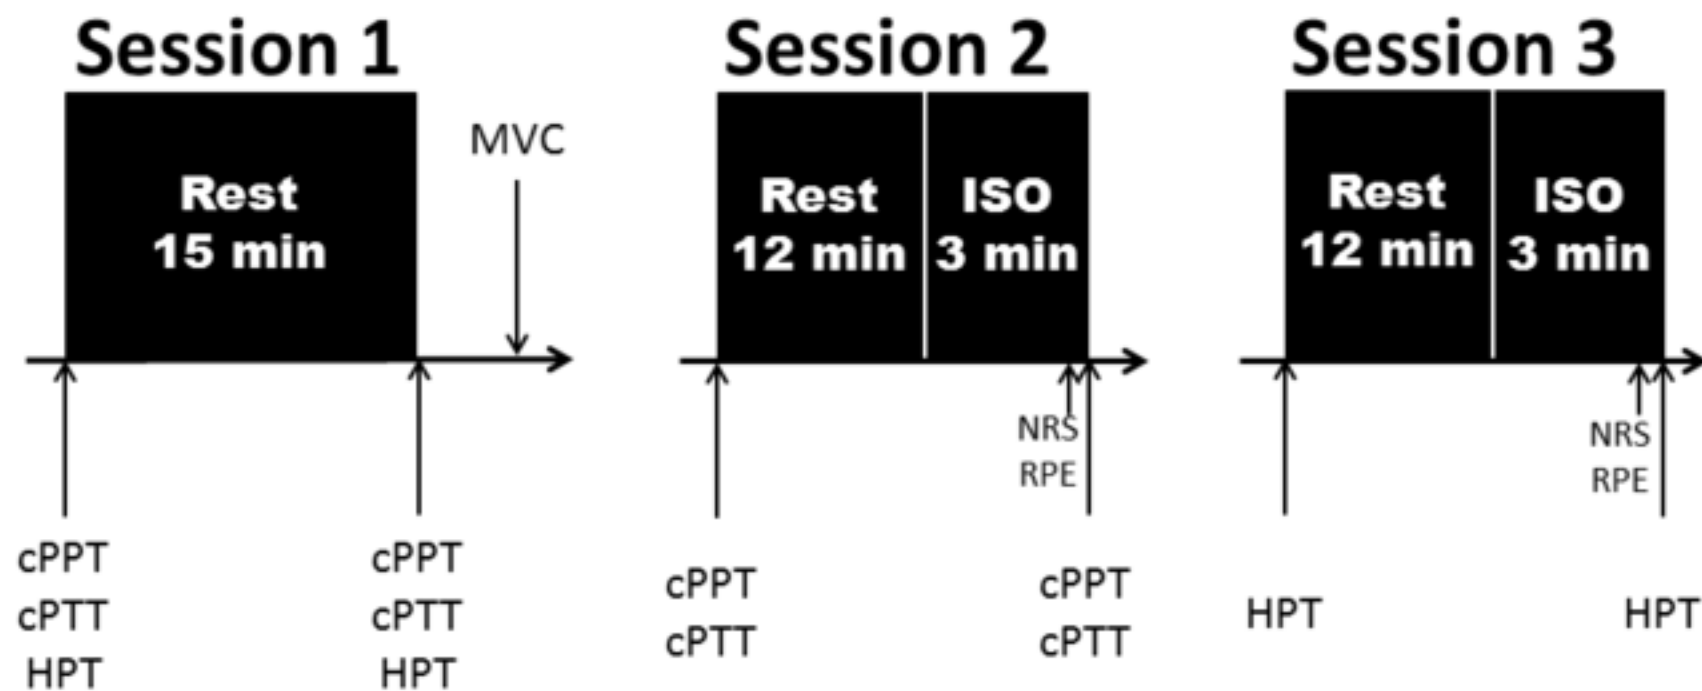 Session 1
Rest
15 min
MVC
cPPT
cPTT
HPT
cPPT
cPTT
HPT
Session 2
Rest
12 min
ISO
3 min
NRS
RPE
cPPT
cPTT
cPPT
cPTT
Session 3
Rest
12 min
ISO
3 min
NRS
RPE
HPT
HPT